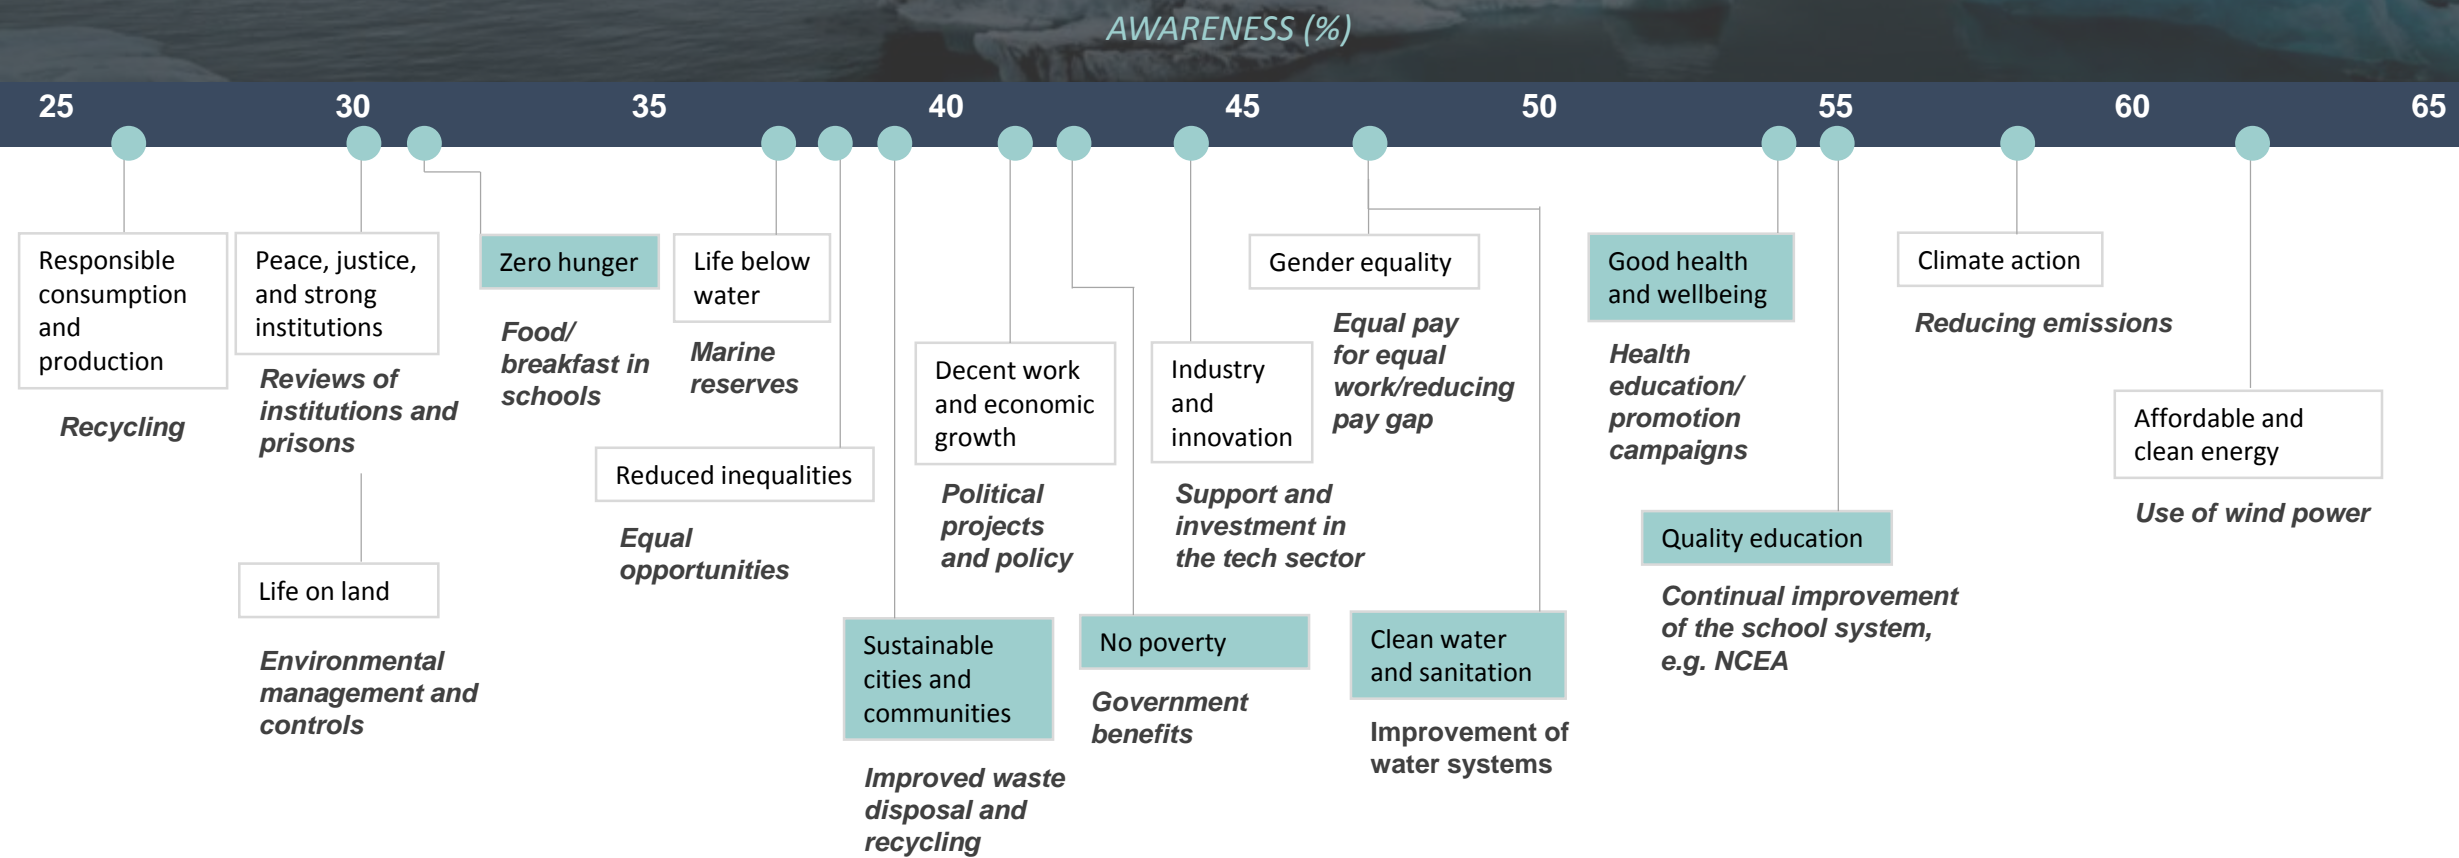 AWARENESS (%)
25 30 35 40 45 50 55 60 65
Responsible
consumption
and
production
Recycling
Peace, justice,
and strong
institutions
Reviews of
institutions and
prisons
Life on land
Environmental
management and
controls
Zero hunger
Food/
breakfast in
schools
Life below
water
Marine
reserves
Reduced inequalities
Equal
opportunities
Sustainable
cities and
communities
Improved waste
disposal and
recycling
Decent work
and economic
growth
Political
projects
and policy
No poverty
Government
benefits
Industry
and
innovation
Support and
investment in
the tech sector
Gender equality
Equal pay
for equal
work/reducing
pay gap
Clean water
and sanitation
Improvement of
water systems
Good health
and wellbeing
Health
education/
promotion
campaigns
Quality education
Continual improvement
of the school system,
e.g. NCEA
Climate action
Reducing emissions
Affordable and
clean energy
Use of wind power